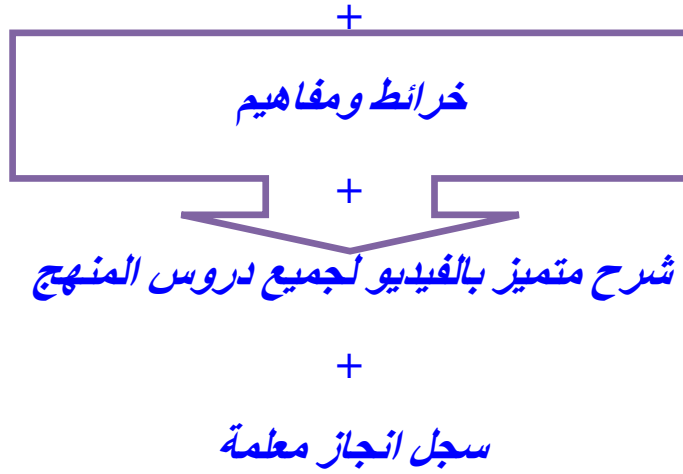 +
خرائط ومفاهيم
+
شرح متميز بالفيديو لجميع دروس المنهج
+
سجل انجاز معلمة